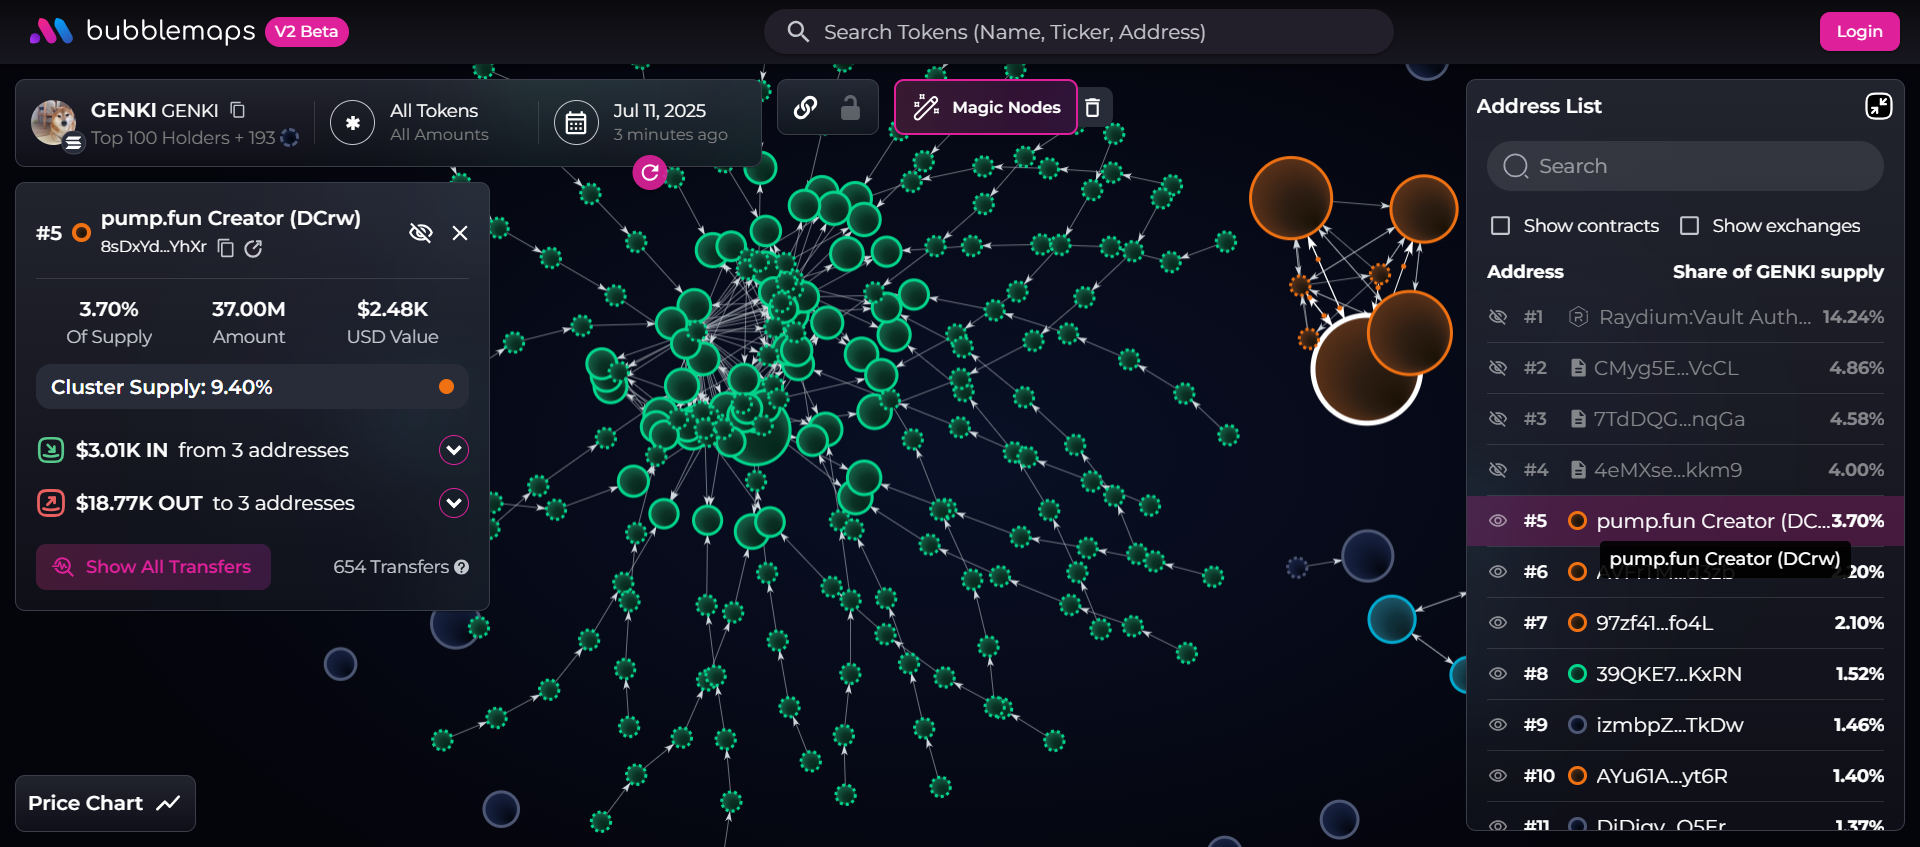 bubblemaps V2 Beta
Search Tokens (Name, Ticker, Address)
Login
GENKI GENKI
Top 100 Holders + 193
All Tokens
All Amounts
Jul 11, 2025
3 minutes ago
Magic Nodes
#5 pump.fun Creator (DCrw)
8sDxYd...YhXr
3.70% 37.00M $2.48K
Of Supply Amount USD Value
Cluster Supply: 9.40%
$3.01K IN from 3 addresses
$18.77K OUT to 3 addresses
Show All Transfers 654 Transfers
Price Chart
Address List
Search
Show contracts Show exchanges
Address Share of GENKI supply
#1 Raydium:Vault Auth... 14.24%
#2 CMyg5E...VcCL 4.86%
#3 7TdDQG...nqGa 4.58%
#4 4eMXse...kkm9 4.00%
#5 pump.fun Creator (DC... 3.70%
pump.fun Creator (DCrw)
#6
#7 97zf41...fo4L 2.10%
#8 39QKE7...KxRN 1.52%
#9 izmbpZ...TkDw 1.46%
#10 AYu61A...yt6R 1.40%
#11 1.37%